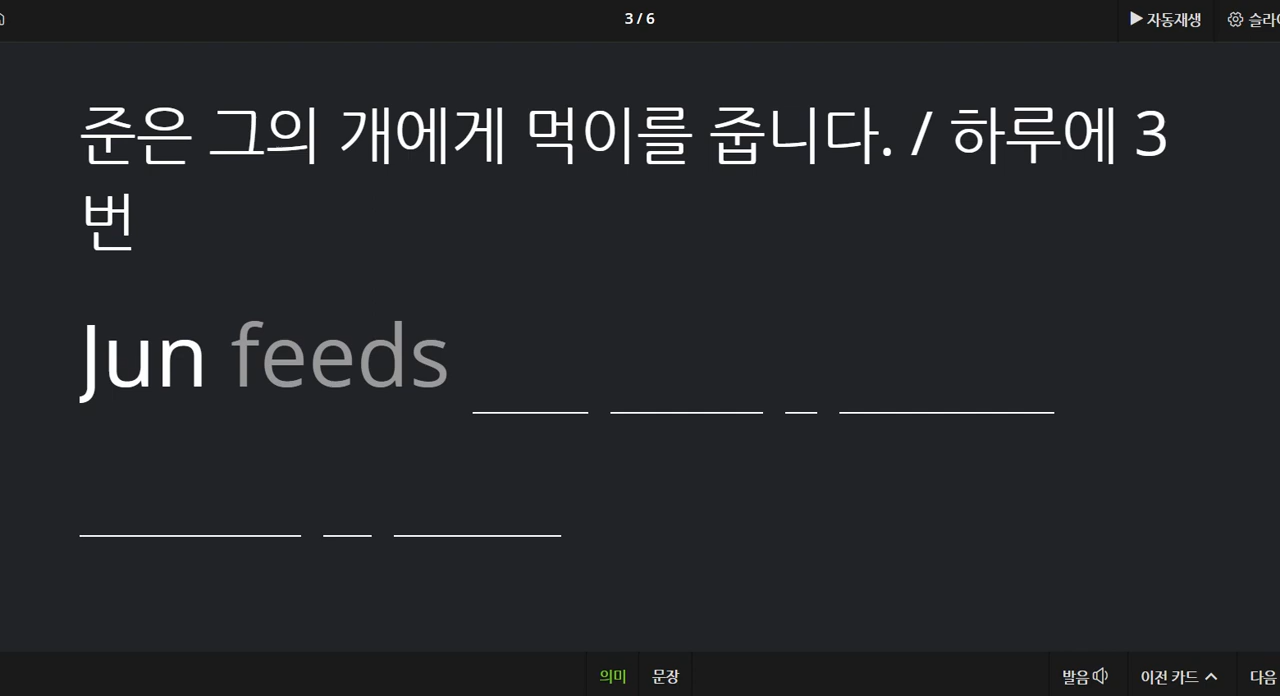 3 / 6
▶ 자동재생
준은 그의 개에게 먹이를 줍니다. / 하루에 3
번
Jun feeds
의미 문장
발음 이전 카드 다음